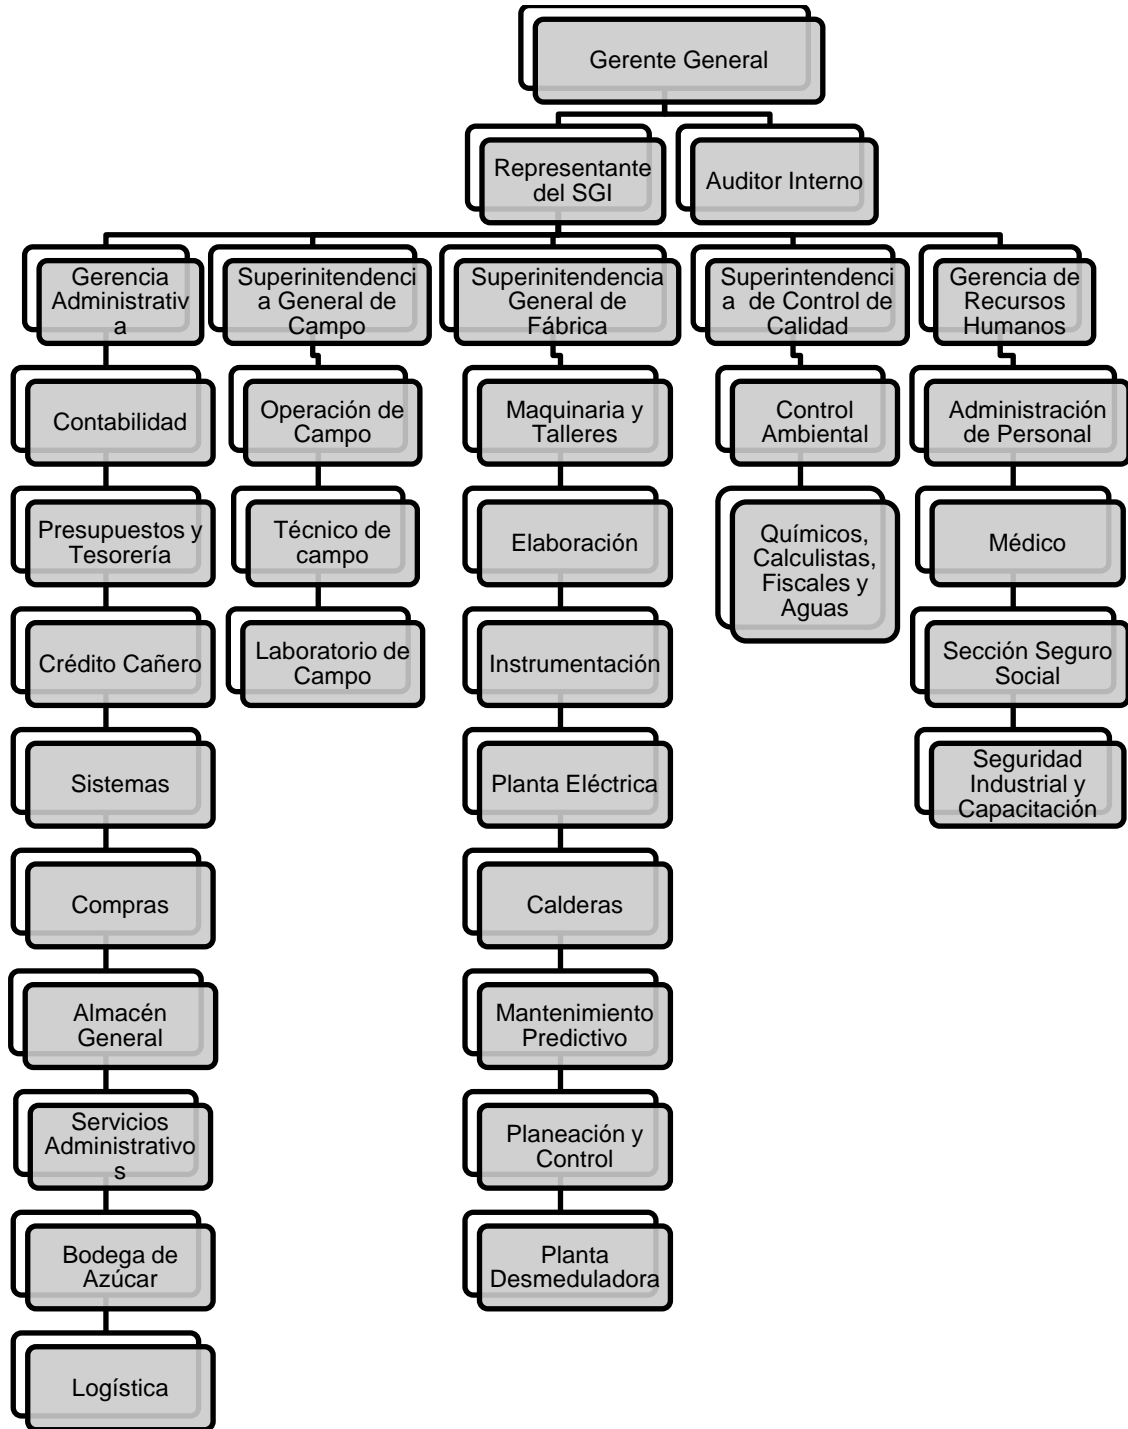 Gerente General
Representante
del SGI
Auditor Interno
Gerencia
Administrativ
a
Superinitendenci
a General de
Campo
Superinitendencia
General de
Fábrica
Superintendenci
a  de Control de
Calidad
Gerencia de
Recursos
Humanos
Contabilidad
Operación de
Campo
Maquinaria y
Talleres
Control
Ambiental
Administración
de Personal
Presupuestos y
Tesorería
Técnico de
campo
Elaboración
Químicos,
Calculistas,
Fiscales y
Aguas
Médico
Crédito Cañero
Laboratorio de
Campo
Instrumentación
Sección Seguro
Social
Sistemas
Planta Eléctrica
Seguridad
Industrial y
Capacitación
Compras
Calderas
Almacén
General
Mantenimiento
Predictivo
Servicios
Administrativo
s
Planeación y
Control
Bodega de
Azúcar
Planta
Desmeduladora
Logística